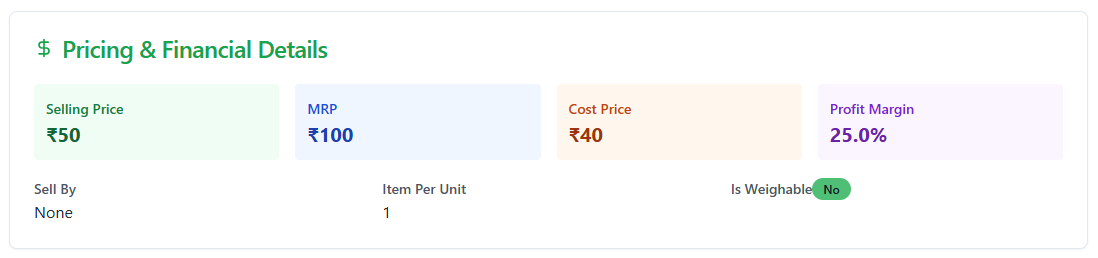 $ Pricing & Financial Details
Selling Price
₹50
MRP
₹100
Cost Price
₹40
Profit Margin
25.0%
Sell By
None
Item Per Unit
1
Is Weighable No